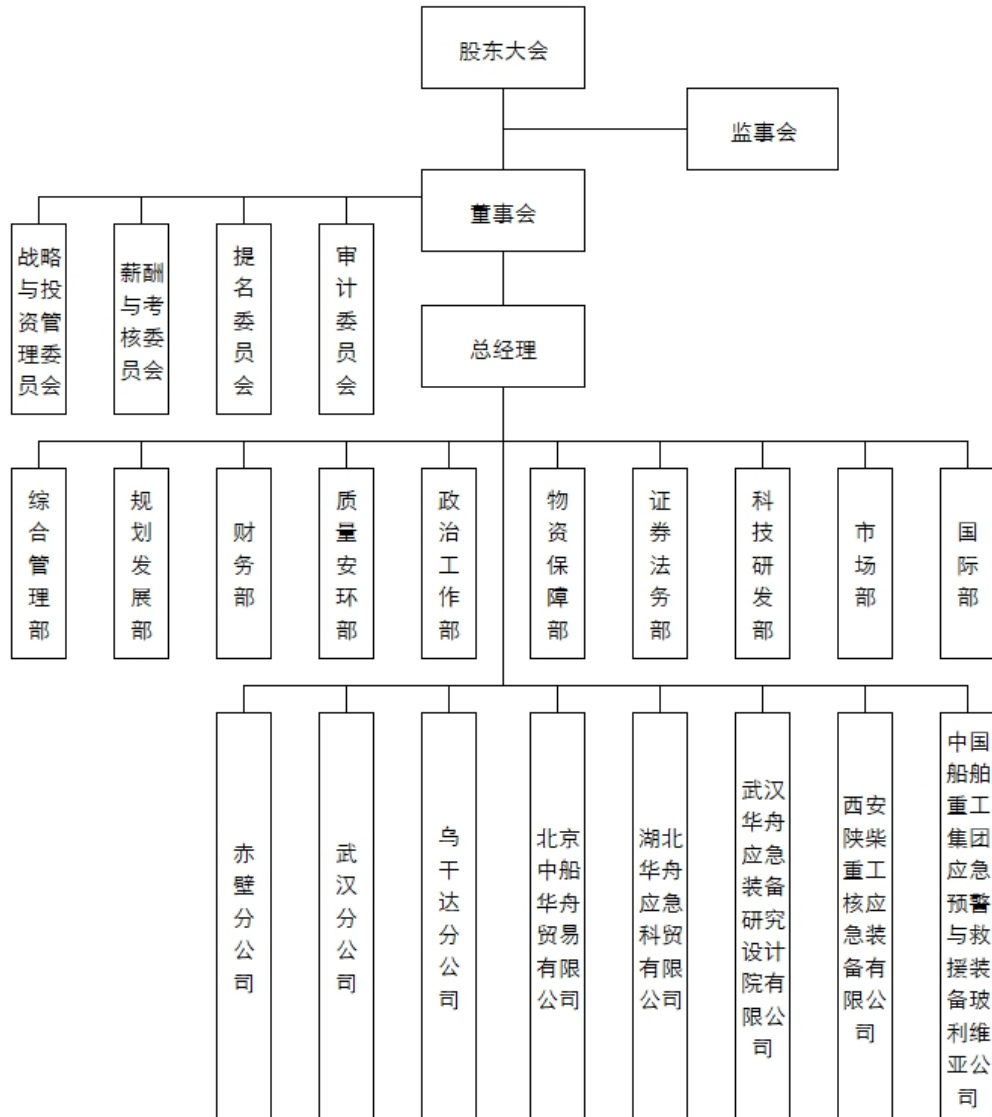 股东大会
监事会
董事会
战略
与投
资管
理委
员会
薪酬
与考
核委
员会
提名委员会
审计委员会
总经理
综合管理部
规划发展部
财务部
质量安环部
政治工作部
物资保障部
证券法务部
科技研发部
市场部
国际部
赤壁分公司
武汉分公司
乌干达分公司
北京
中船
华舟
贸易
有限
公司
湖北
华舟
应急
科贸
有限
公司
武汉
华舟
应急
装备
研究
设计
院有
限公
司
西安
陕柴
重工
核应
急装
备有
限公司
中国
船舶
重工
集团
应急
预警
与救
援装
备玻
利维
亚公
司